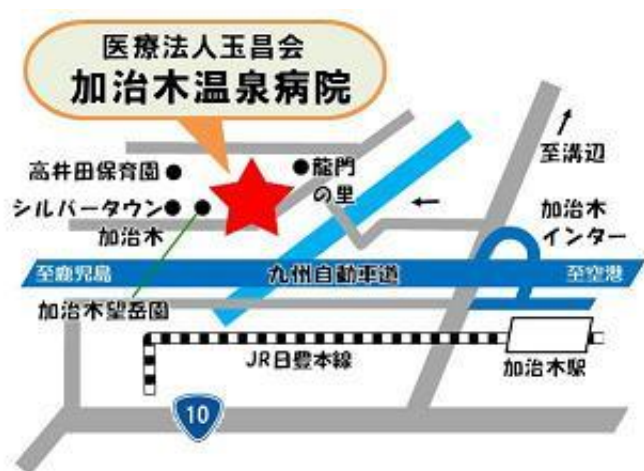 医療法人玉昌会
加治木温泉病院
高井田保育園
龍門
の里
至溝辺
シルバータウン
加治木
加治木
インター
至鹿児島
九州自動車道
至空港
加治木望岳園
JR日豊本線
加治木駅
10